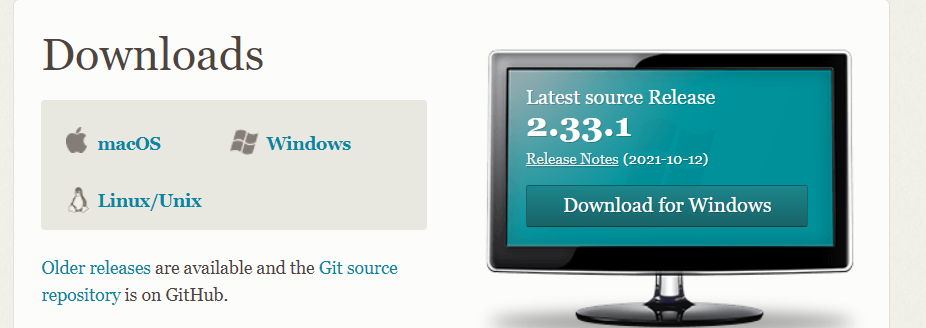 Downloads
macOS
Windows
Linux/Unix
Older releases are available and the Git source
repository is on GitHub.
Latest source Release
2.33.1
Release Notes (2021-10-12)
Download for Windows